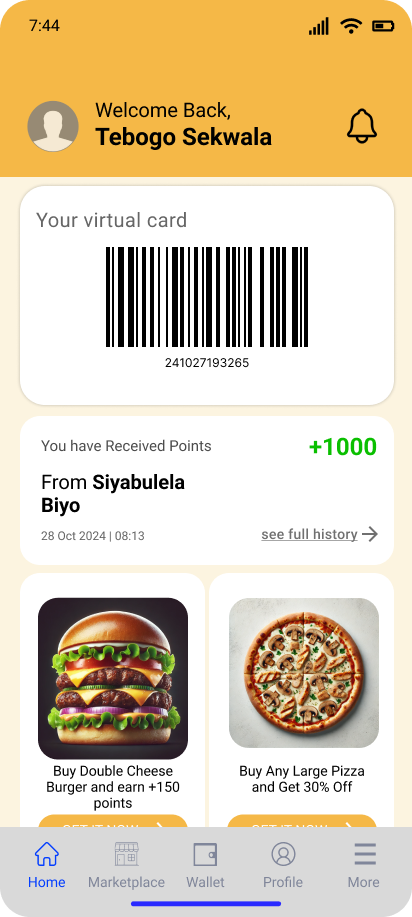 7:44
Welcome Back,
Tebogo Sekwala
Your virtual card
241027193265
You have Received Points
+1000
From Siyabulela
Biyo
28 Oct 2024 | 08:13
see full history
Buy Double Cheese
Burger and earn +150
points
Buy Any Large Pizza
and Get 30% Off
GET IT NOW
GET IT NOW
Home
Marketplace
Wallet
Profile
More